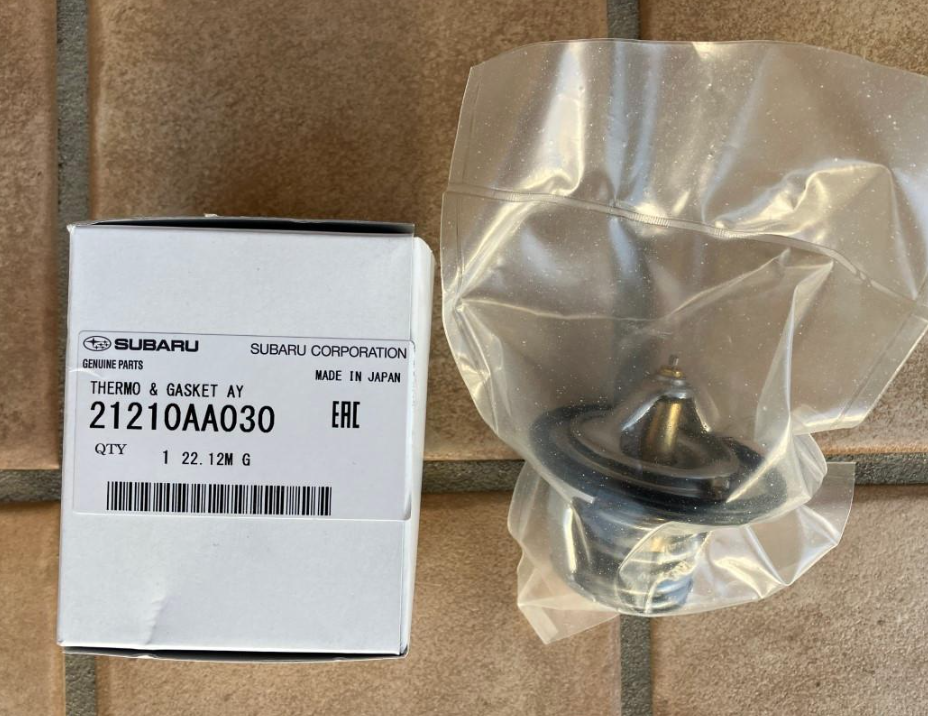 SUBARU SUBARU CORPORATION
GENUINE PARTS MADE IN JAPAN
THERMO & GASKET AY
21210AA030 EAC
QTY 1 22.12M G